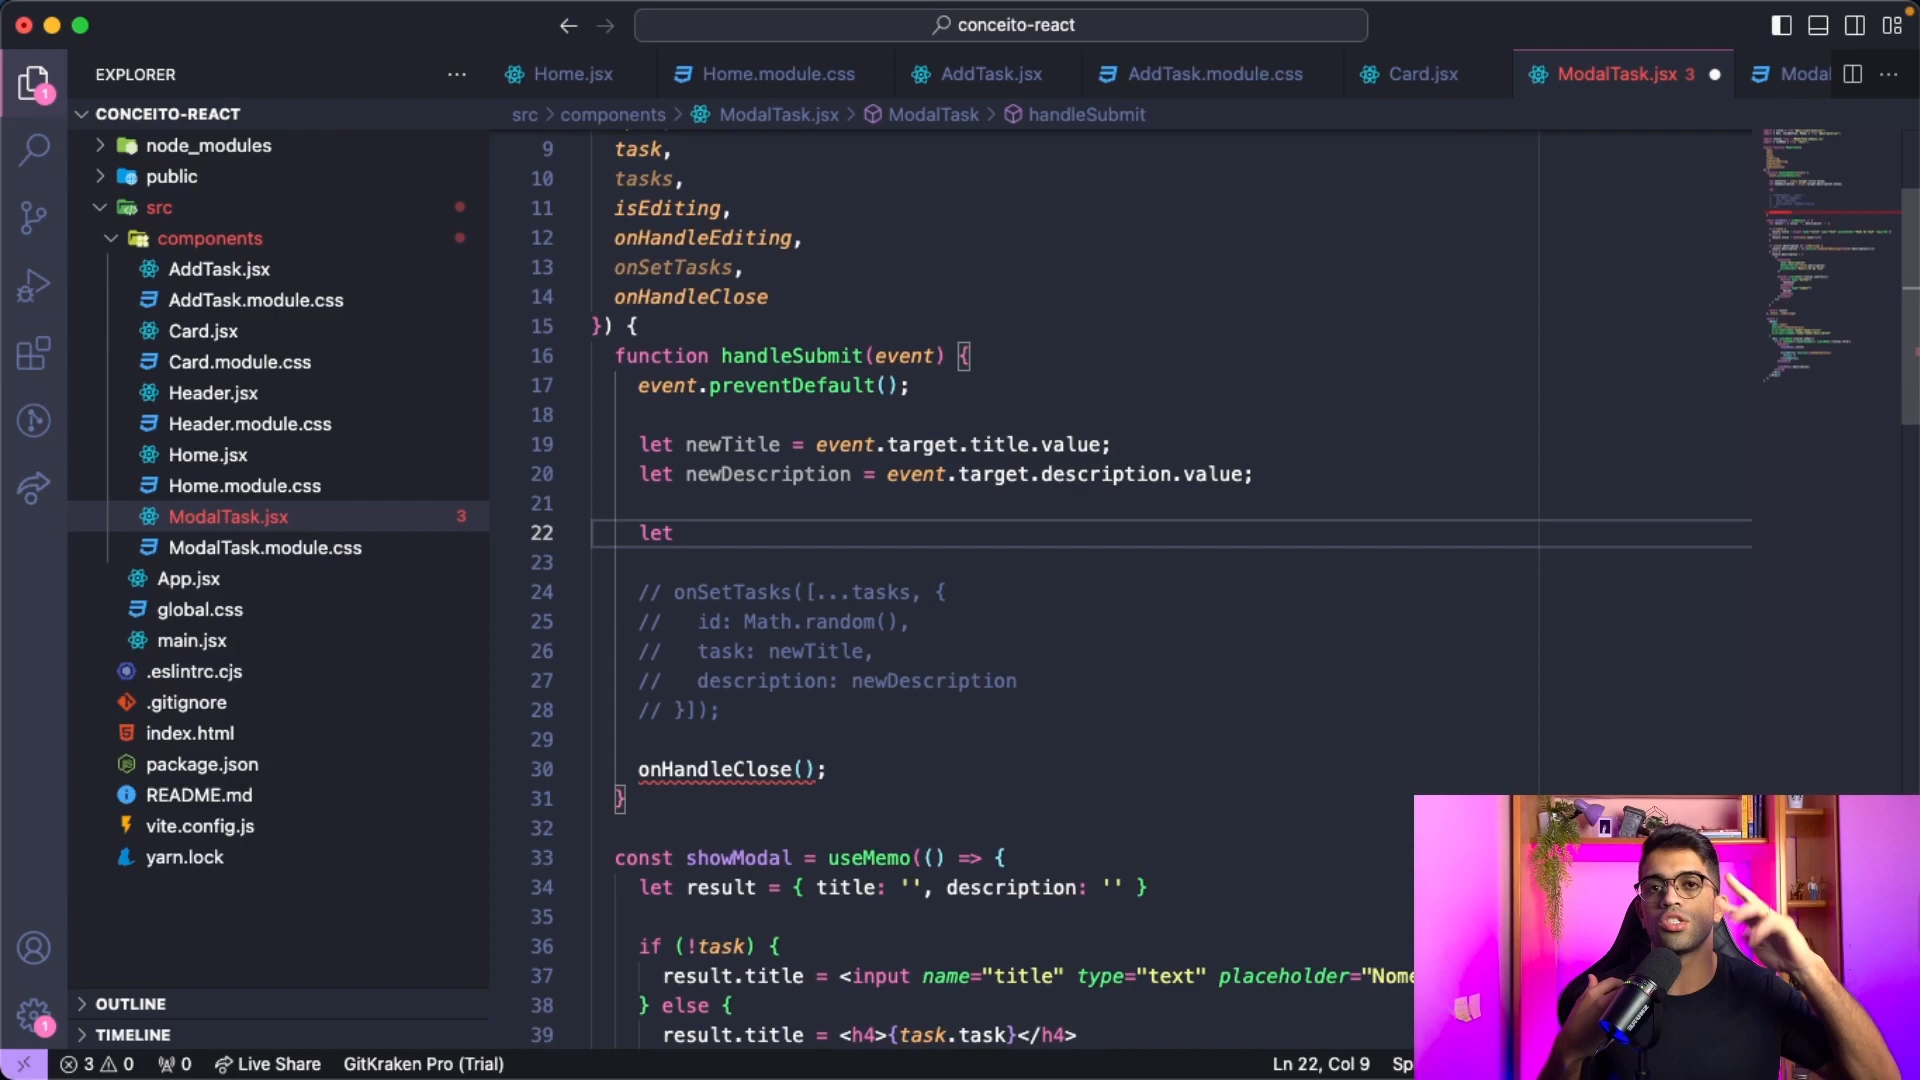 conceito-react
EXPLORER
Home.jsx
Home.module.css
AddTask.jsx
AddTask.module.css
Card.jsx
ModalTask.jsx 3
Modal
CONCEITO-REACT
node_modules
public
src
components
AddTask.jsx
AddTask.module.css
Card.jsx
Card.module.css
Header.jsx
Header.module.css
Home.jsx
Home.module.css
ModalTask.jsx 3
ModalTask.module.css
App.jsx
global.css
main.jsx
.eslintrc.cjs
.gitignore
index.html
package.json
README.md
vite.config.js
yarn.lock
OUTLINE
TIMELINE
1
1
src > components > ModalTask.jsx > ModalTask > handleSubmit
9 task,
10 tasks,
11 isEditing,
12 onHandleEditing,
13 onSetTasks,
14 onHandleClose
15 }) {
16 function handleSubmit(event) {
17 event.preventDefault();
18
19 let newTitle = event.target.title.value;
20 let newDescription = event.target.description.value;
21
22 let
23
24 // onSetTasks([...tasks, {
25 //   id: Math.random(),
26 //   task: newTitle,
27 //   description: newDescription
28 // }]);
29
30 onHandleClose();
31 }
32
33 const showModal = useMemo(() => {
34 let result = { title: '', description: '' }
35
36 if (!task) {
37 result.title = <input name="title" type="text" placeholder="Nome
38 } else {
39 result.title = <h4>{task.task}</h4>
3 0 0 Live Share GitKraken Pro (Trial) Ln 22, Col 9 Sp